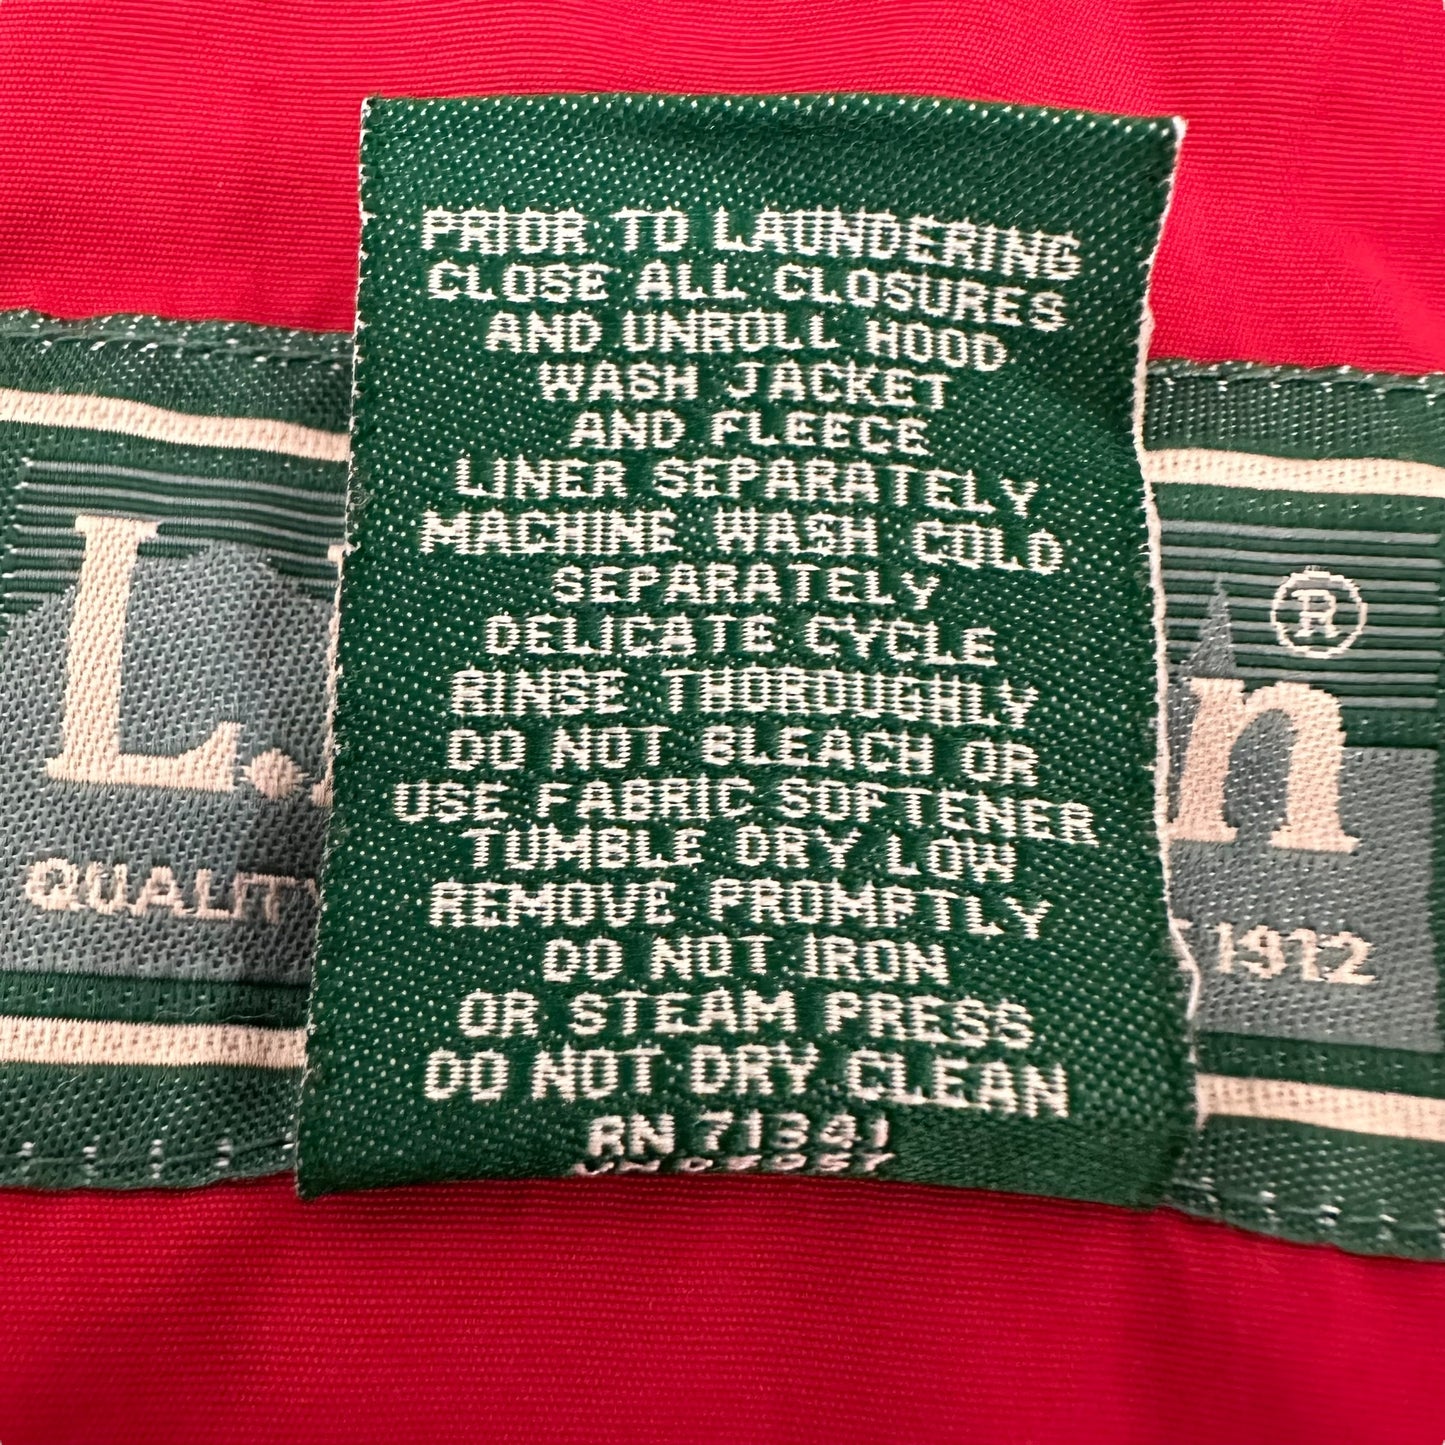 PRIOR TO LAUNDERING
CLOSE ALL CLOSURES
AND UNROLL HOOD
WASH JACKET
AND FLEECE
LINER SEPARATELY
MACHINE WASH COLD
SEPARATELY
DELICATE CYCLE
RINSE THOROUGHLY
DO NOT BLEACH OR
USE FABRIC SOFTENER
TUMBLE DRY LOW
REMOVE PROMPTLY
DO NOT IRON
OR STEAM PRESS
DO NOT DRY CLEAN
RN 71341
L. n ®
QUALITY 1912